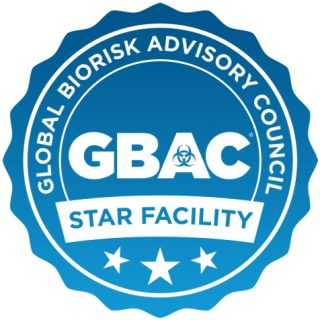 GLOBAL BIORISK ADVISORY COUNCIL
GBAC®
STAR FACILITY